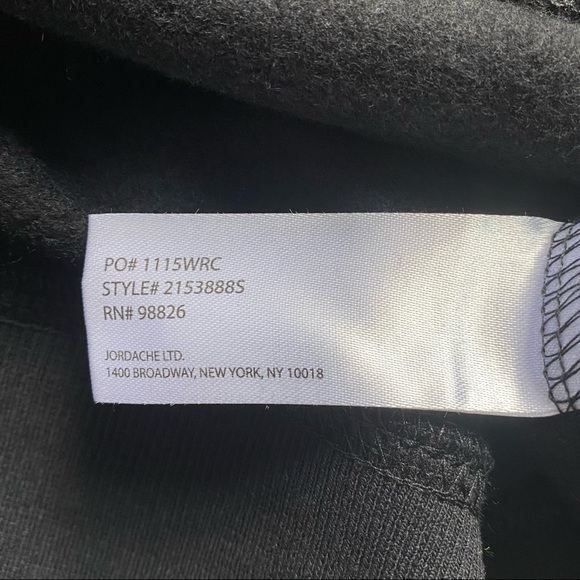 PO# 1115WRC
STYLE# 2153888S
RN# 98826
JORDACHE LTD.
1400 BROADWAY, NEW YORK, NY 10018